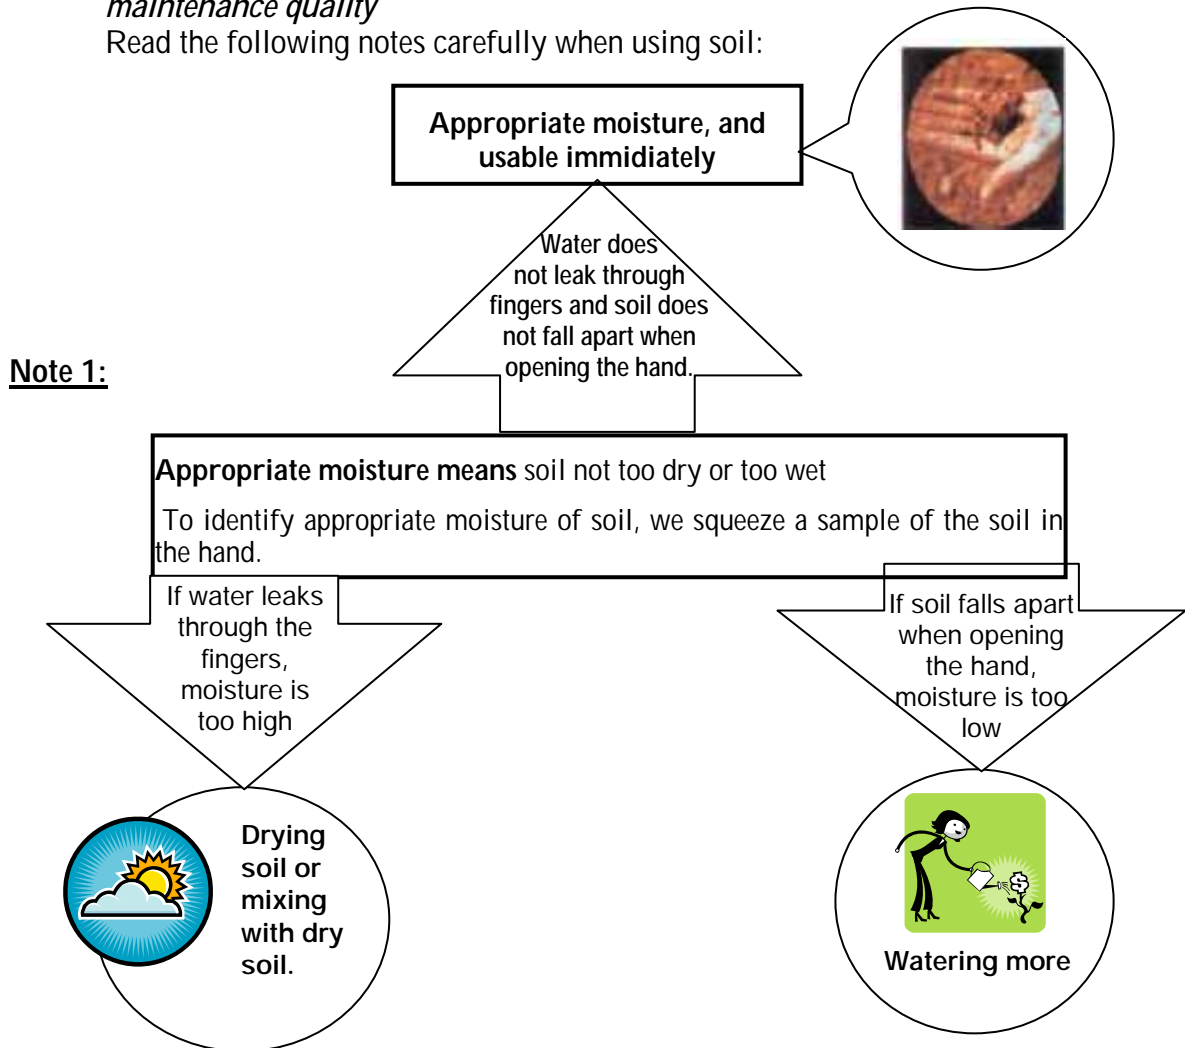 maintenance quality
Read the following notes carefully when using soil:
Appropriate moisture, and
usable immidiately
Water does
not leak through
fingers and soil does
not fall apart when
opening the hand.
Note 1:
Appropriate moisture means soil not too dry or too wet
To identify appropriate moisture of soil, we squeeze a sample of the soil in
the hand.
If water leaks
through the
fingers,
moisture is
too high
If soil falls apart
when opening
the hand,
moisture is too
low
Drying
soil or
mixing
with dry
soil.
$
Watering more